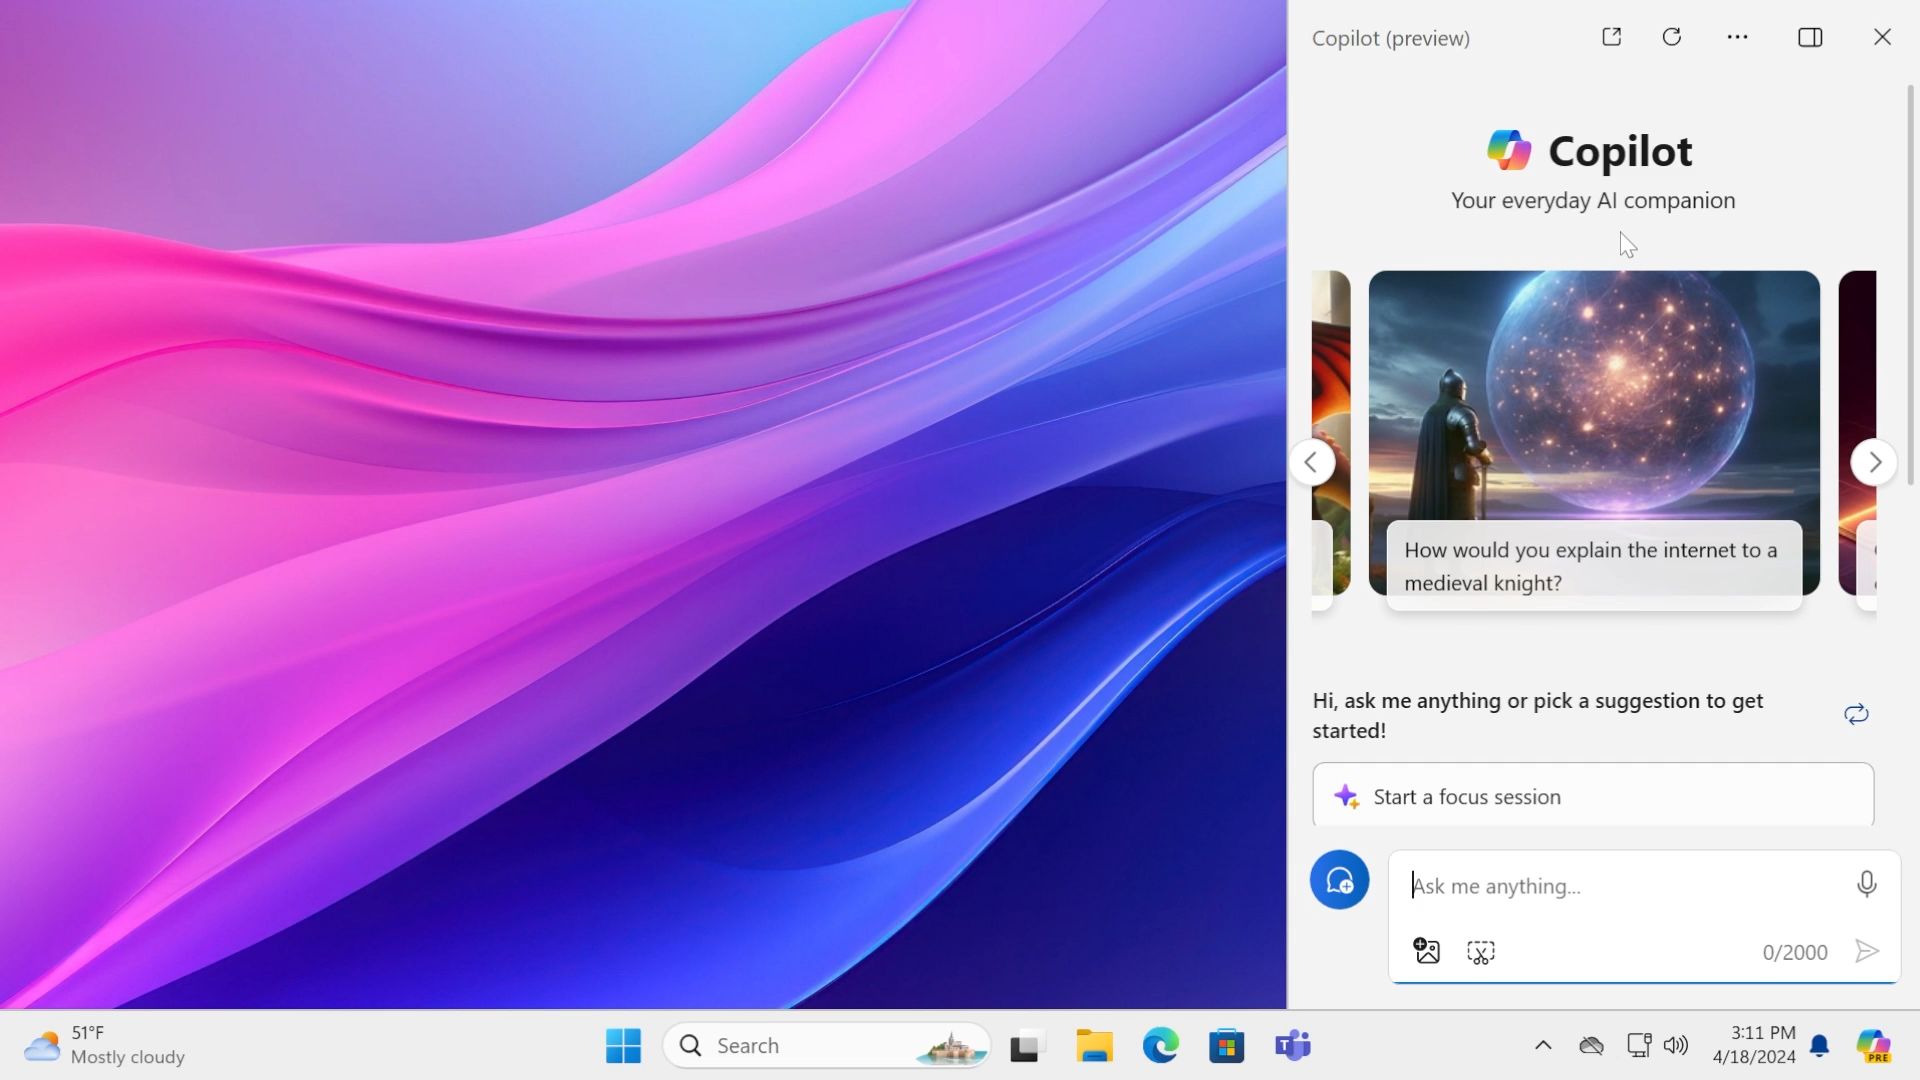 Copilot (preview)
Copilot
Your everyday AI companion
How would you explain the internet to a
medieval knight?
Hi, ask me anything or pick a suggestion to get
started!
Start a focus session
Ask me anything...
0/2000
51°F
Mostly cloudy
Search
T
3:11 PM
4/18/2024
PRE